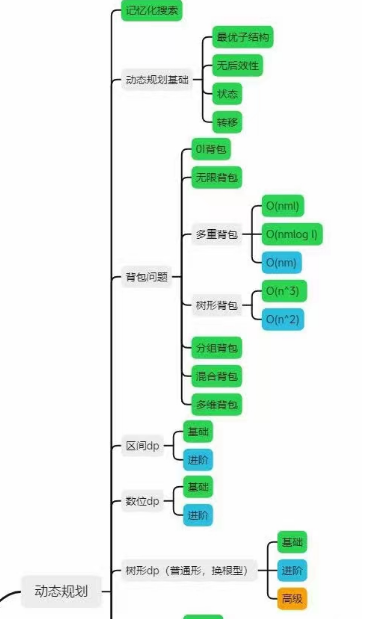 记忆化搜索
最优子结构
无后效性
动态规划基础
状态
转移
01背包
无限背包
O(nml)
多重背包
O(nmlog l)
O(nm)
背包问题
O(n^3)
树形背包
O(n^2)
分组背包
混合背包
多维背包
基础
区间dp
进阶
基础
数位dp
进阶
基础
树形dp（普通形，换根型）
进阶
动态规划
高级